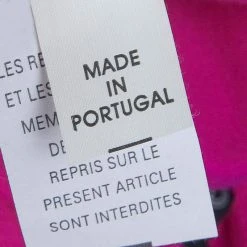 MADE
IN
PORTUGAL
LES RE
ET LES
MEM
DE
REPRIS SUR LE
PRESENT ARTICLE
SONT INTERDITES